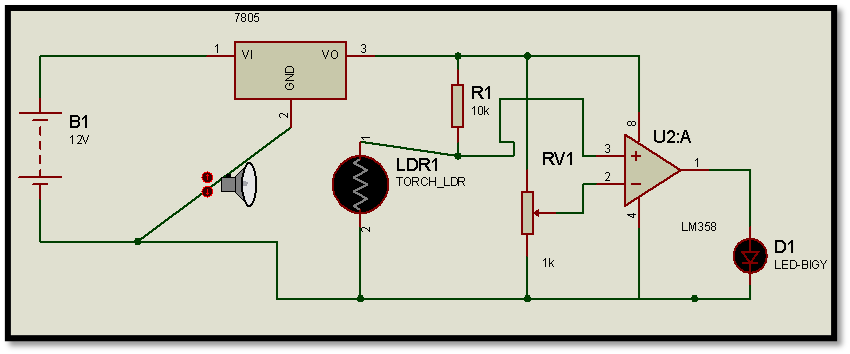 7805
1
VI
VO
3
GND
2
B1
12V
R1
10k
1
LDR1
TORCH_LDR
2
RV1
1k
8
U2:A
3
+
2
−
1
4
LM358
D1
LED-BIGY